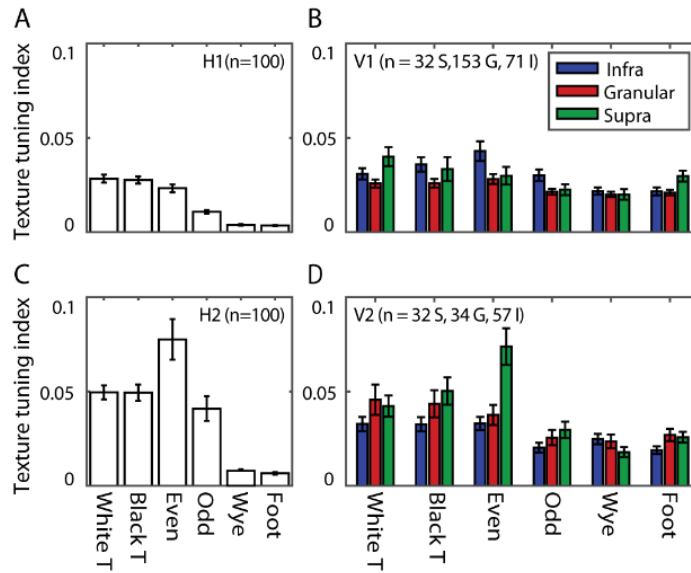 A
B
0.1
H1(n=100)
0.05
0
Texture tuning index
0.1
V1 (n = 32 S,153 G, 71 I)
Infra
Granular
Supra
0.05
0
C
D
0.1
H2 (n=100)
0.05
0
Texture tuning index
White T
Black T
Even
Odd
Wye
Foot
0.1
V2 (n = 32 S, 34 G, 57 I)
0.05
0
White T
Black T
Even
Odd
Wye
Foot